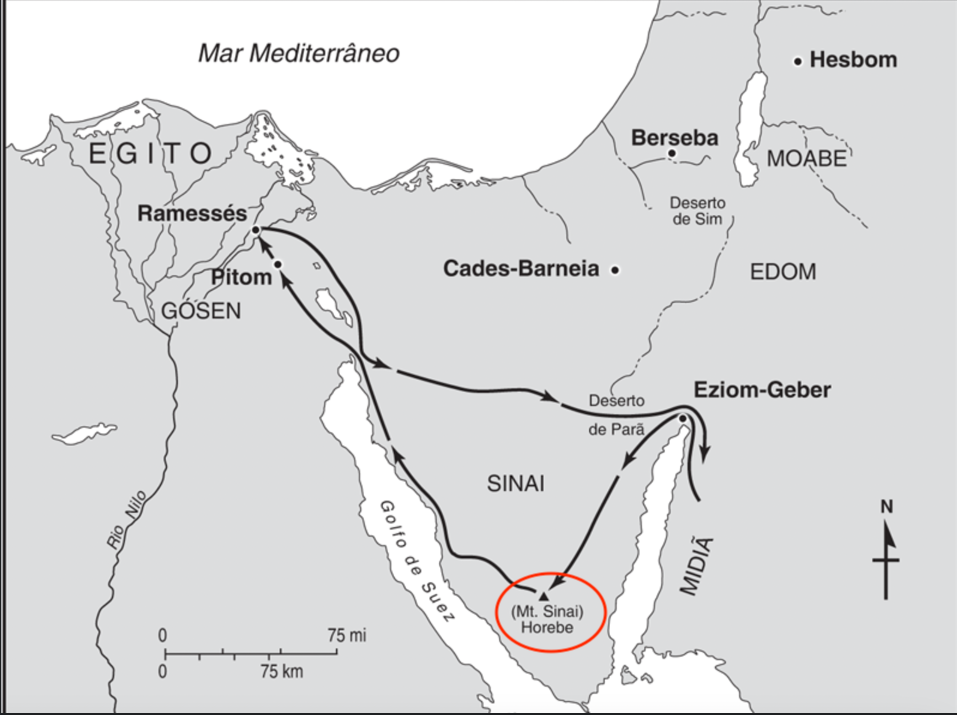 Mar Mediterrâneo
Hesbom
Berseba
EGITO
MOABE
Deserto
de Sim
Ramessés
Cades-Barneia
EDOM
Pitom
GÓSEN
Eziom-Geber
Deserto
de Parã
SINAI
Rio Nilo
Golfo de Suez
N
MIDIÃ
(Mt. Sinai)
Horebe
0 75 mi
0 75 km